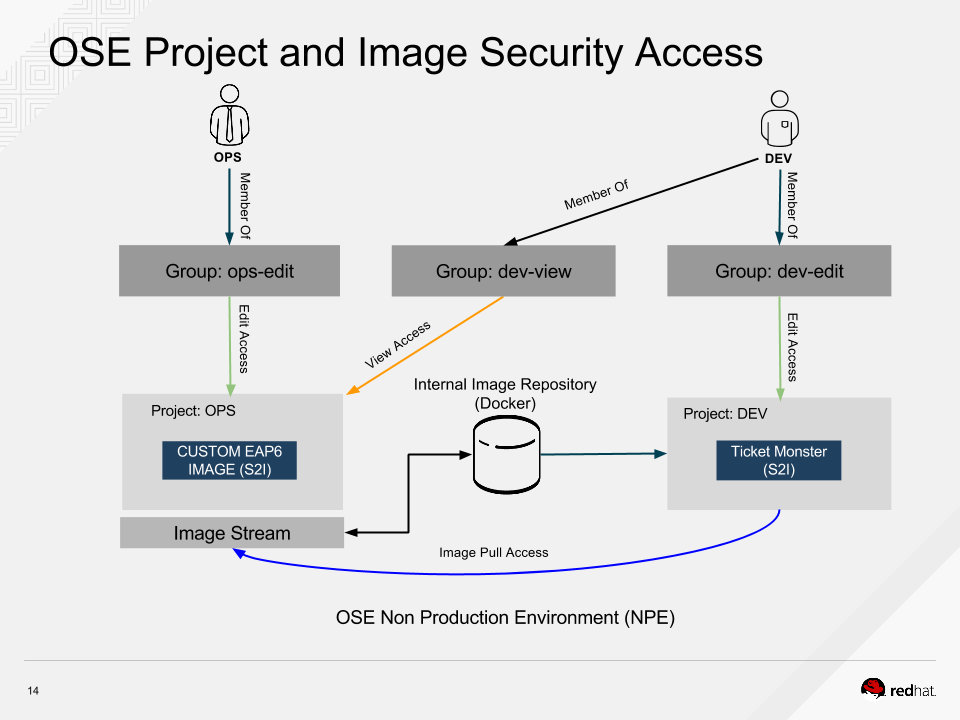 OSE Project and Image Security Access
OPS
DEV
Member Of
Member Of
Member Of
Group: ops-edit
Group: dev-view
Group: dev-edit
Edit Access
View Access
Edit Access
Internal Image Repository
(Docker)
Project: OPS
Project: DEV
CUSTOM EAP6
IMAGE (S2I)
Ticket Monster
(S2I)
Image Stream
Image Pull Access
OSE Non Production Environment (NPE)
14
redhat.